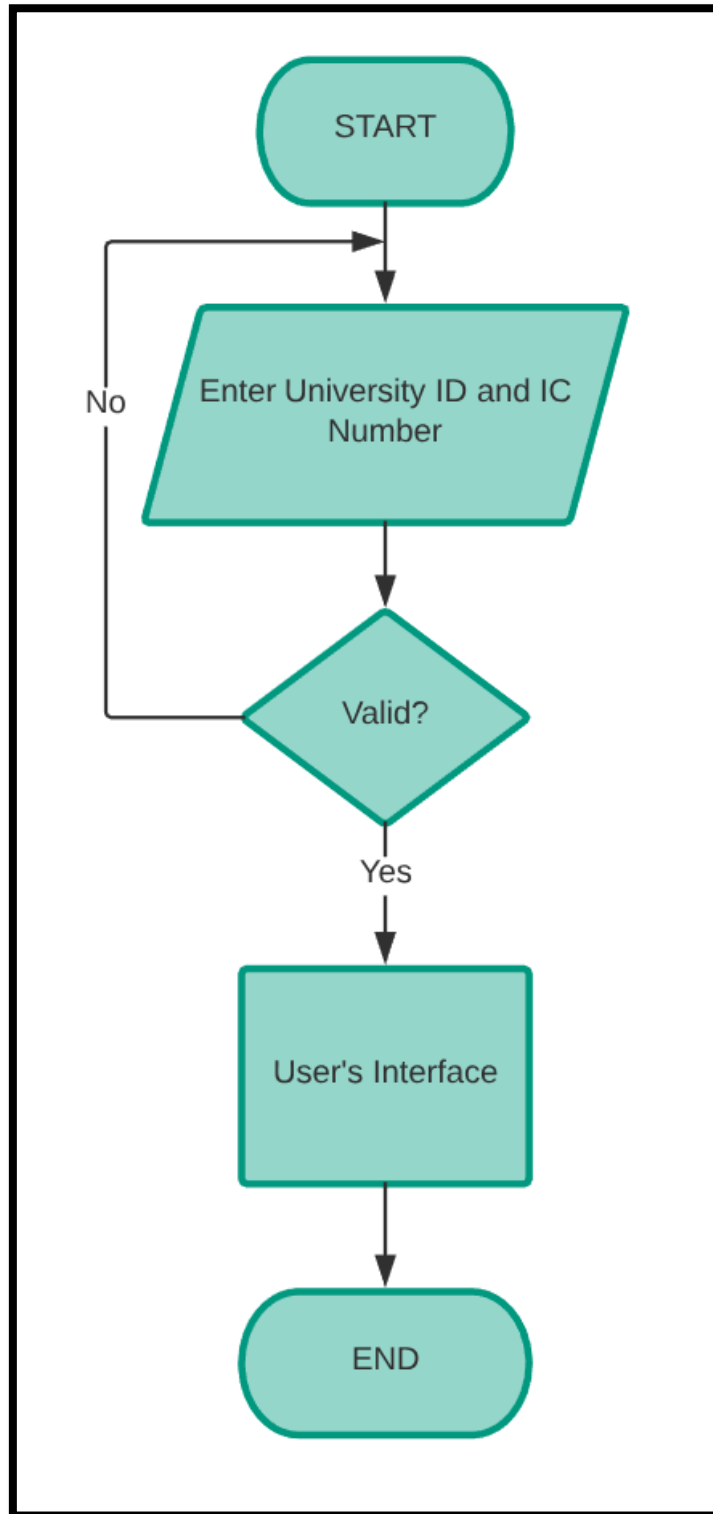 START
No
Enter University ID and IC
Number
Valid?
Yes
User's Interface
END